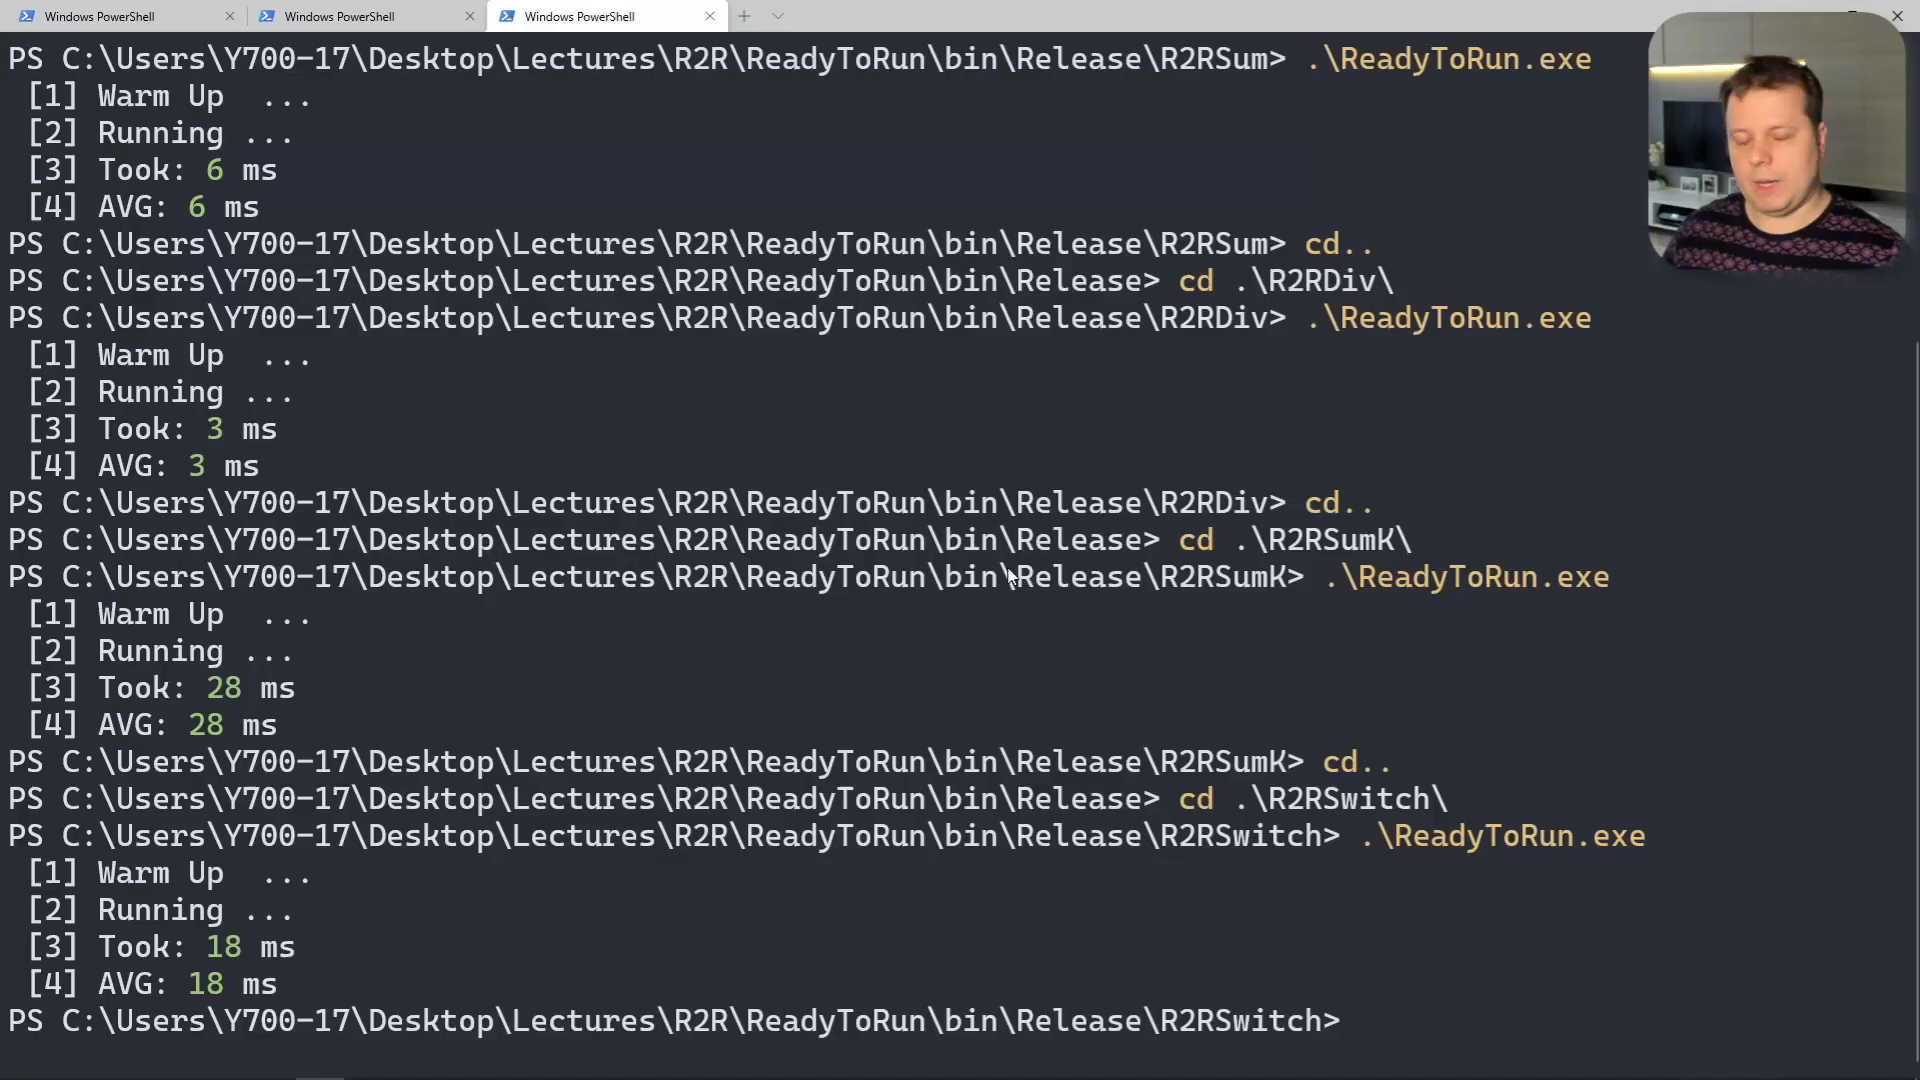 Windows PowerShell
Windows PowerShell
Windows PowerShell
PS C:\Users\Y700-17\Desktop\Lectures\R2R\ReadyToRun\bin\Release\R2RSum> .\ReadyToRun.exe
[1] Warm Up  ...
[2] Running ...
[3] Took: 6 ms
[4] AVG: 6 ms
PS C:\Users\Y700-17\Desktop\Lectures\R2R\ReadyToRun\bin\Release\R2RSum> cd..
PS C:\Users\Y700-17\Desktop\Lectures\R2R\ReadyToRun\bin\Release> cd .\R2RDiv\
PS C:\Users\Y700-17\Desktop\Lectures\R2R\ReadyToRun\bin\Release\R2RDiv> .\ReadyToRun.exe
[1] Warm Up  ...
[2] Running ...
[3] Took: 3 ms
[4] AVG: 3 ms
PS C:\Users\Y700-17\Desktop\Lectures\R2R\ReadyToRun\bin\Release\R2RDiv> cd..
PS C:\Users\Y700-17\Desktop\Lectures\R2R\ReadyToRun\bin\Release> cd .\R2RSumK\
PS C:\Users\Y700-17\Desktop\Lectures\R2R\ReadyToRun\bin\Release\R2RSumK> .\ReadyToRun.exe
[1] Warm Up  ...
[2] Running ...
[3] Took: 28 ms
[4] AVG: 28 ms
PS C:\Users\Y700-17\Desktop\Lectures\R2R\ReadyToRun\bin\Release\R2RSumK> cd..
PS C:\Users\Y700-17\Desktop\Lectures\R2R\ReadyToRun\bin\Release> cd .\R2RSwitch\
PS C:\Users\Y700-17\Desktop\Lectures\R2R\ReadyToRun\bin\Release\R2RSwitch> .\ReadyToRun.exe
[1] Warm Up  ...
[2] Running ...
[3] Took: 18 ms
[4] AVG: 18 ms
PS C:\Users\Y700-17\Desktop\Lectures\R2R\ReadyToRun\bin\Release\R2RSwitch>